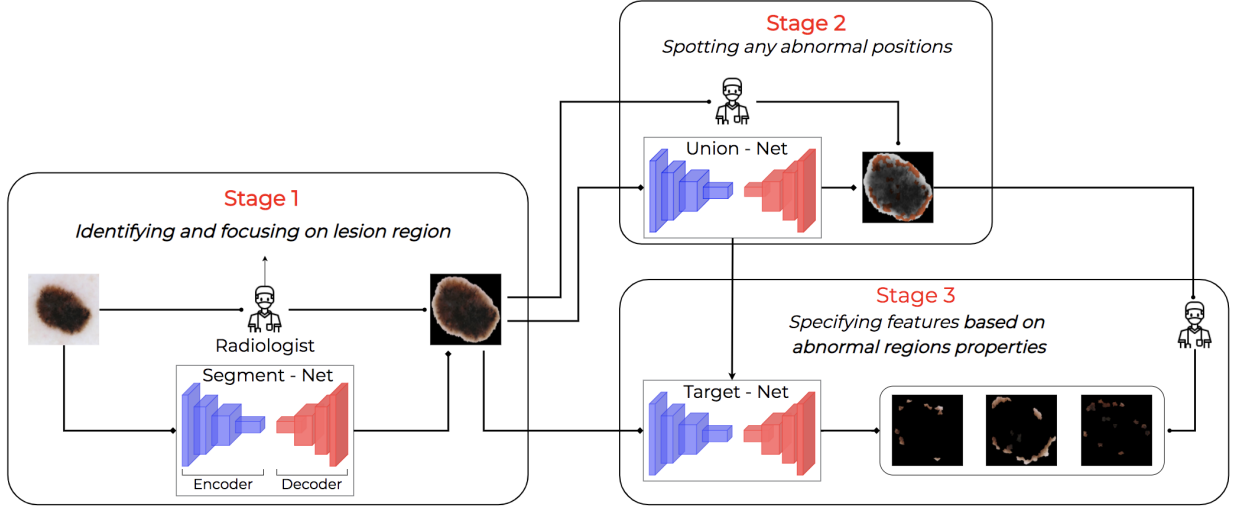 Stage 1
Identifying and focusing on lesion region
Radiologist
Segment - Net
Encoder
Decoder
Stage 2
Spotting any abnormal positions
Union - Net
Stage 3
Specifying features based on
abnormal regions properties
Target - Net